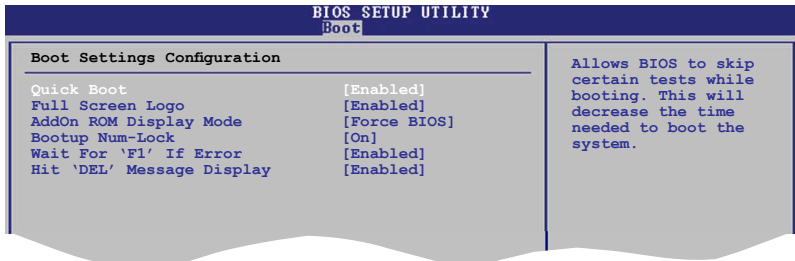 BIOS SETUP UTILITY
Boot
Boot Settings Configuration
Quick Boot [Enabled]
Full Screen Logo [Enabled]
AddOn ROM Display Mode [Force BIOS]
Bootup Num-Lock [On]
Wait For ‘F1’ If Error [Enabled]
Hit ‘DEL’ Message Display [Enabled]
Allows BIOS to skip
certain tests while
booting. This will
decrease the time
needed to boot the
system.